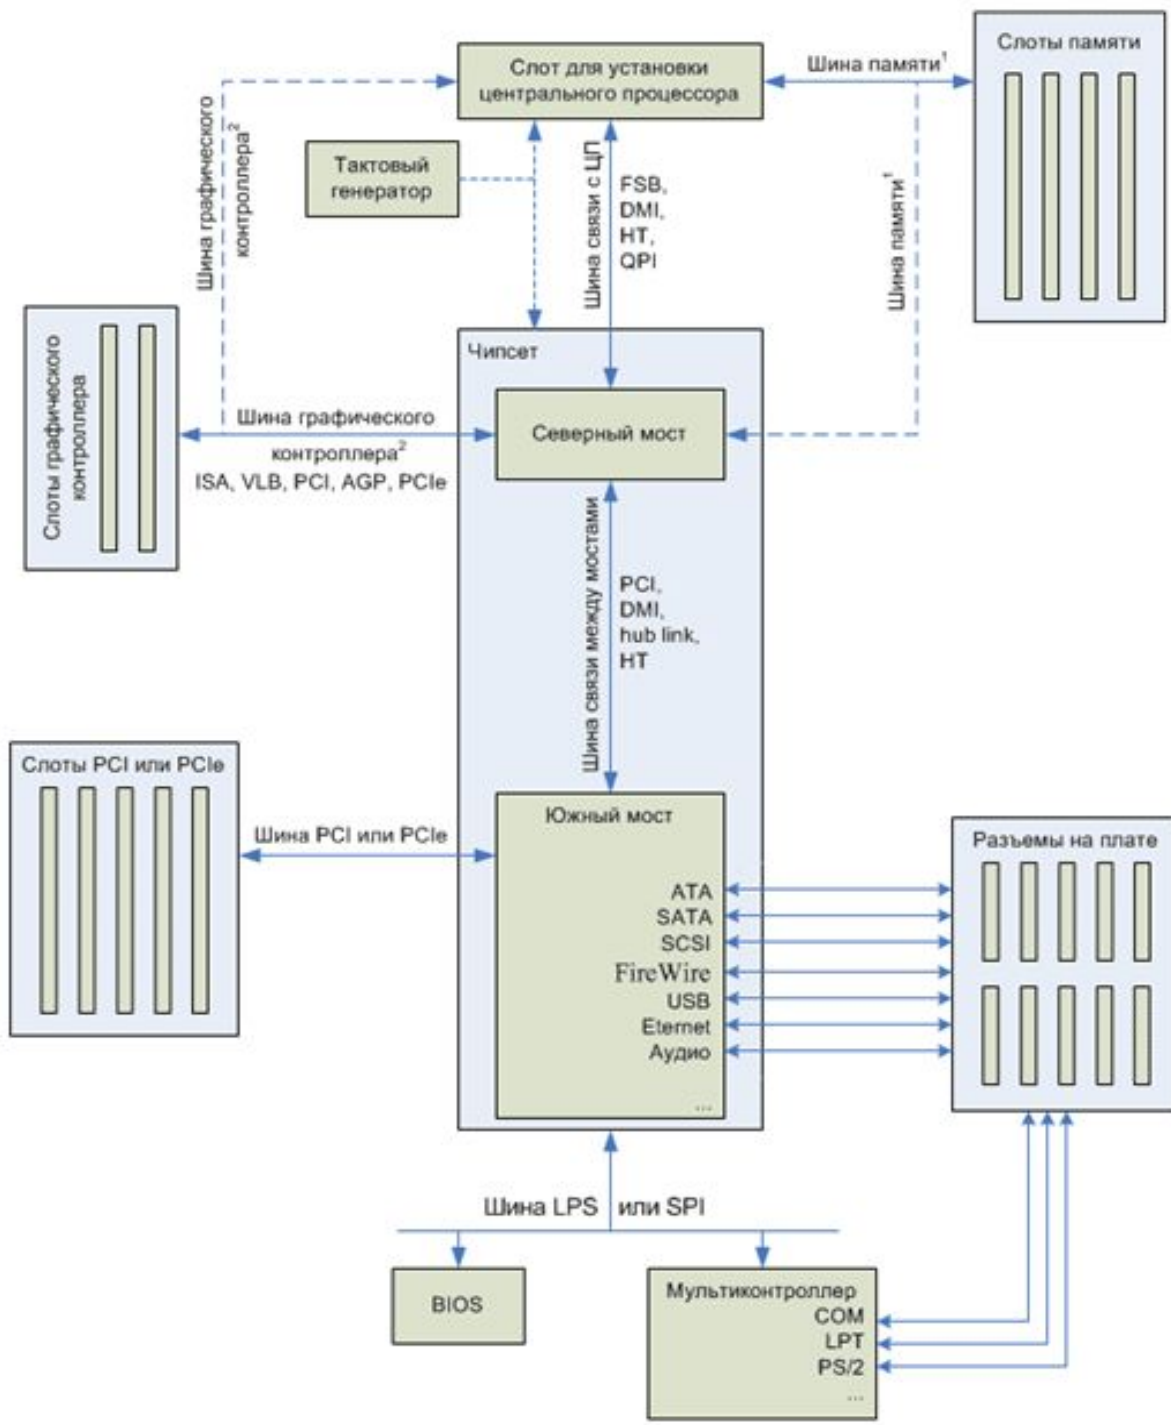 Слоты памяти
Шина памяти¹
Слот для установки
центрального процессора
Шина графического
контроллера²
Тактовый
генератор
Шина связи с ЦП
FSB,
DMI,
HT,
QPI
Шина памяти¹
Чипсет
Слоты графического
контроллера
Шина графического
контроллера²
ISA, VLB, PCI, AGP, PCIe
Северный мост
Шина связи между мостами
PCI,
DMI,
hub link,
HT
Слоты PCI или PCIe
Шина PCI или PCIe
Южный мост
ATA
SATA
SCSI
FireWire
USB
Eternet
Аудио
...
Разъемы на плате
Шина LPS или SPI
BIOS
Мультиконтроллер
COM
LPT
PS/2
...